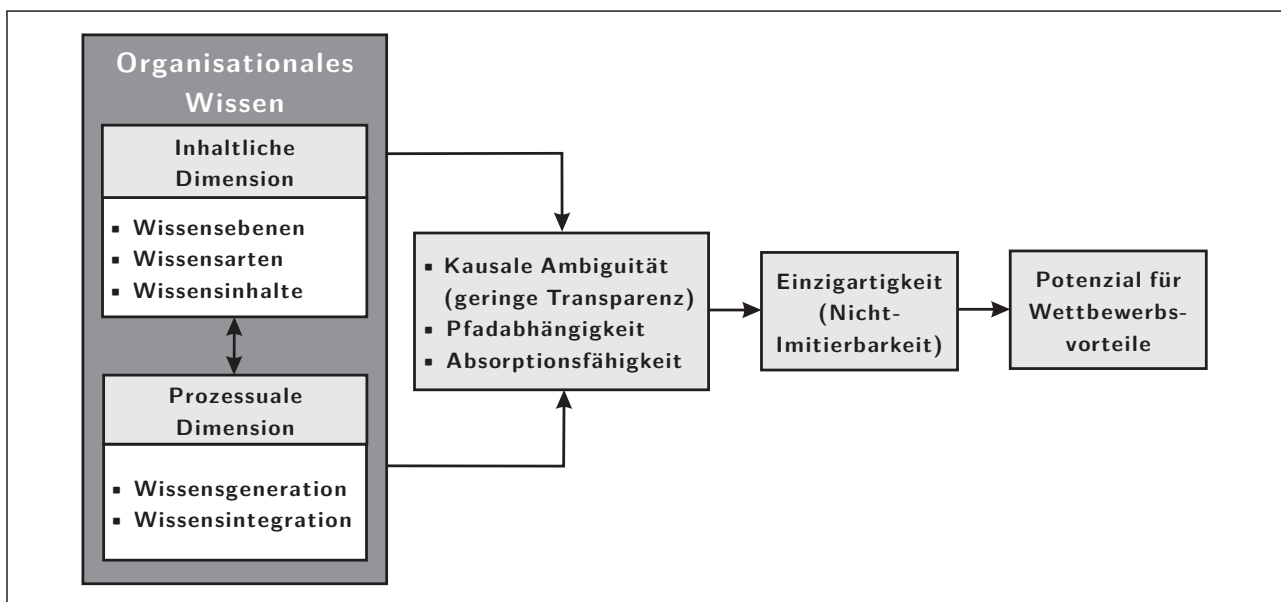 Organisationales
Wissen
Inhaltliche
Dimension
▪ Wissensebenen
▪ Wissensarten
▪ Wissensinhalte
Prozessuale
Dimension
▪ Wissensgeneration
▪ Wissensintegration
▪ Kausale Ambiguität
(geringe Transparenz)
▪ Pfadabhängigkeit
▪ Absorptionsfähigkeit
Einzigartigkeit
(Nicht-
Imitierbarkeit)
Potenzial für
Wettbewerbs-
vorteile